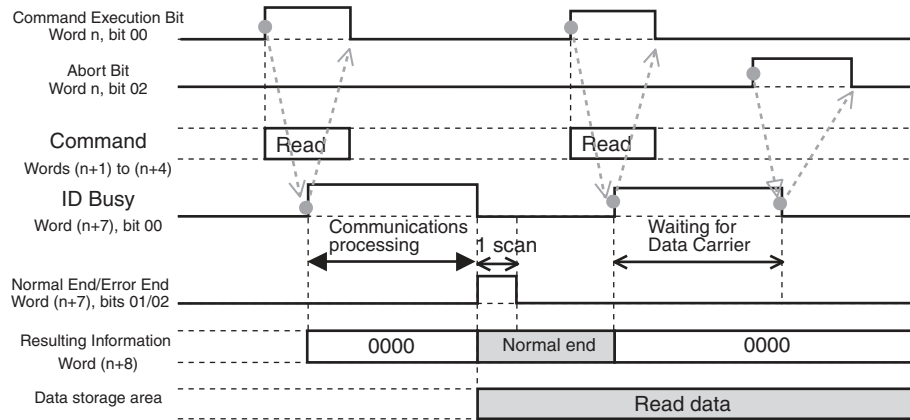 Command Execution Bit
Word n, bit 00
Abort Bit
Word n, bit 02
Command
Words (n+1) to (n+4)
Read
Read
ID Busy
Word (n+7), bit 00
Communications
processing
1 scan
Waiting for
Data Carrier
Normal End/Error End
Word (n+7), bits 01/02
Resulting Information
Word (n+8)
0000
Normal end
0000
Data storage area
Read data